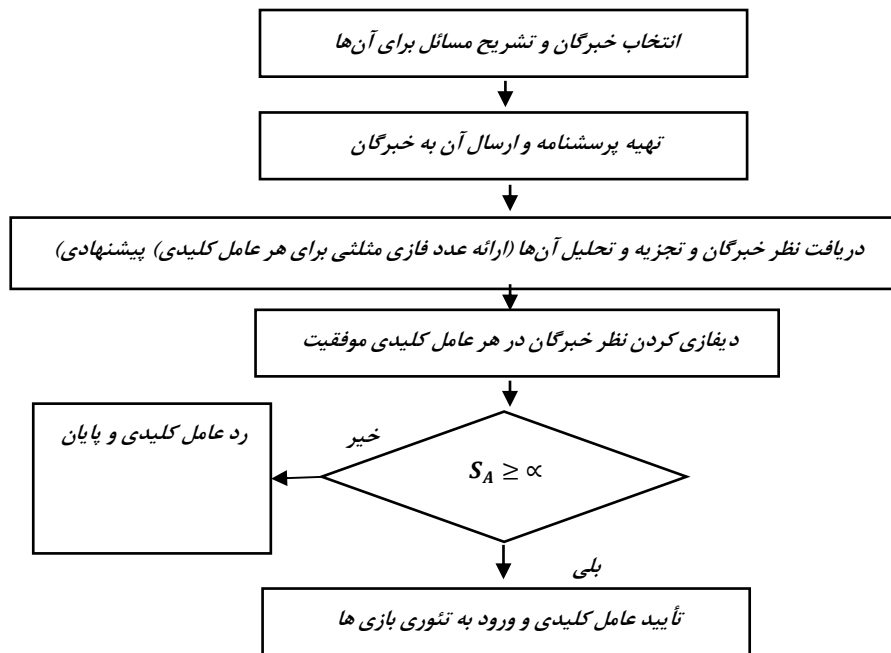 انتخاب خبرگان و تشریح مسائل برای آن‌ها
تهیه پرسشنامه و ارسال آن به خبرگان
دریافت نظر خبرگان و تجزیه و تحلیل آن‌ها (ارائه عدد فازی مثلثی برای هر عامل کلیدی) پیشنهادی)
دیفازی کردن نظر خبرگان در هر عامل کلیدی موفقیت
خیر
رد عامل کلیدی و پایان
S_A ≥ ∝
بلی
تأیید عامل کلیدی و ورود به تئوری بازی ها